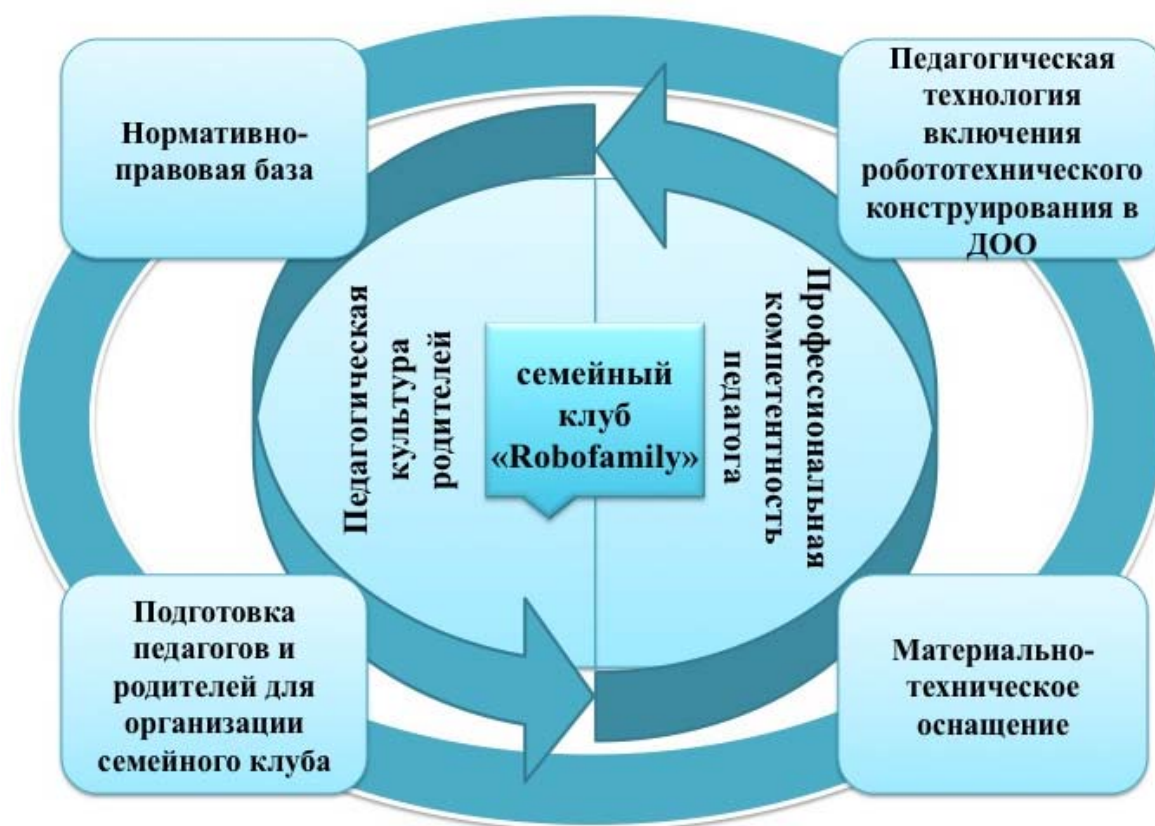 Нормативно-
правовая база
Педагогическая
технология
включения
робототехнического
конструирования в
ДОО
Педагогическая
культура
родителей
семейный
клуб
«Robofamily»
Профессиональная
компетентность
педагога
Подготовка
педагогов и
родителей для
организации
семейного клуба
Материально-
техническое
оснащение